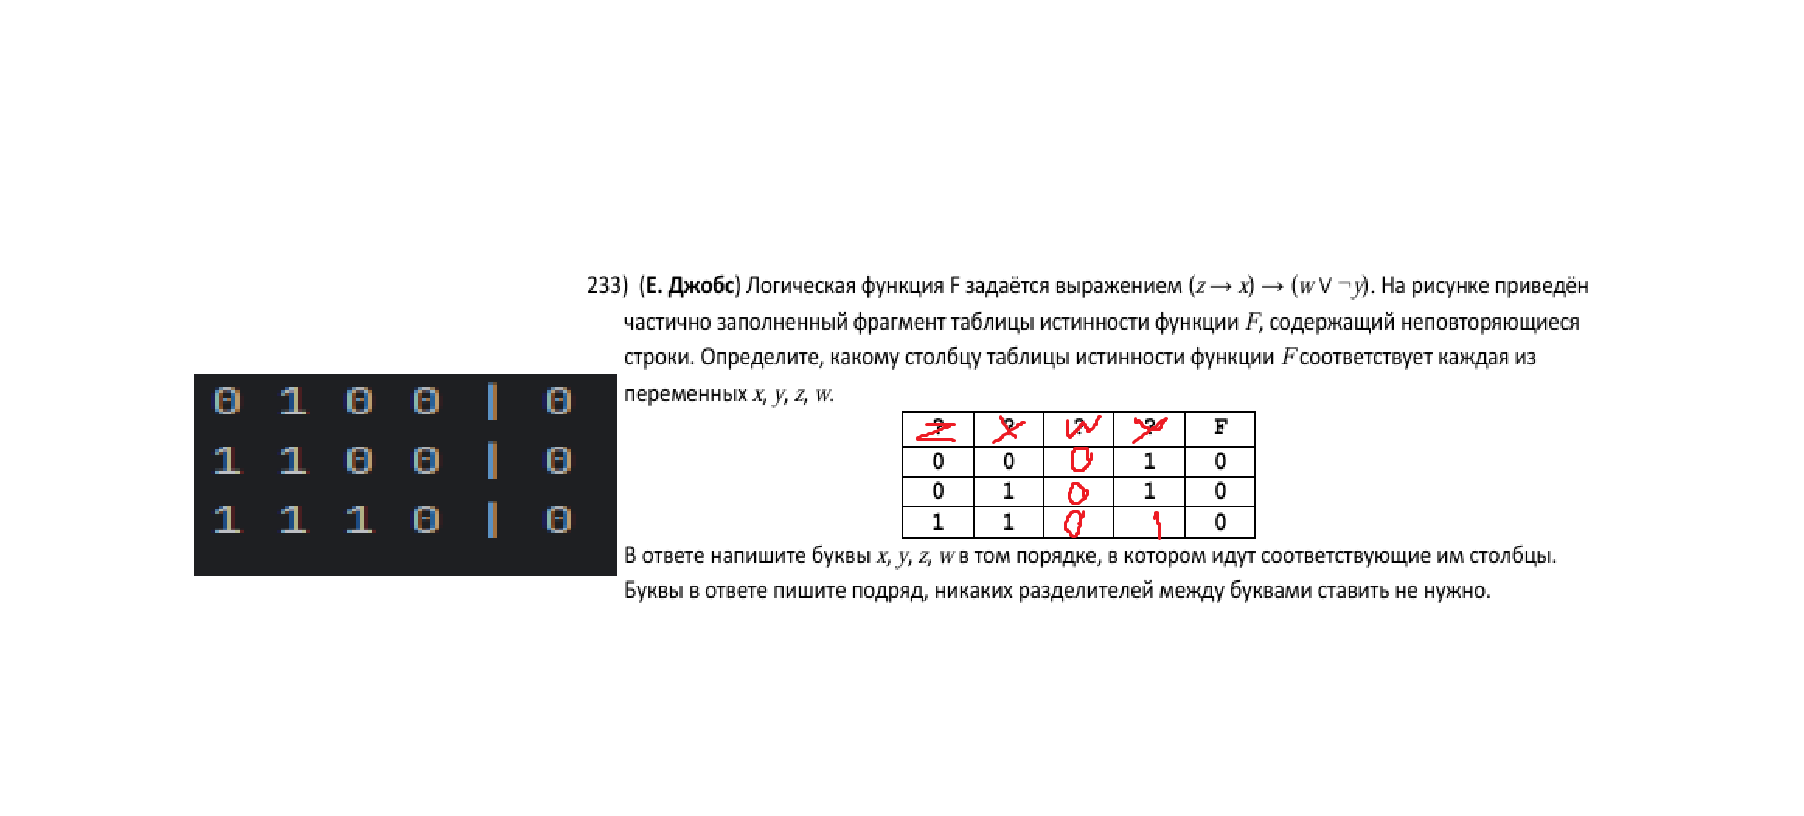 233) (Е. Джобс) Логическая функция F задаётся выражением (z → x) → (w ∨ ¬y). На рисунке приведён
частично заполненный фрагмент таблицы истинности функции F, содержащий неповторяющиеся
строки. Определите, какому столбцу таблицы истинности функции F соответствует каждая из
переменных x, y, z, w.
0 1 0 0 | 0
1 1 0 0 | 0
1 1 1 0 | 0
z x w y F
0 0 0 1 0
0 1 0 1 0
1 1 0 1 0
В ответе напишите буквы x, y, z, w в том порядке, в котором идут соответствующие им столбцы.
Буквы в ответе пишите подряд, никаких разделителей между буквами ставить не нужно.